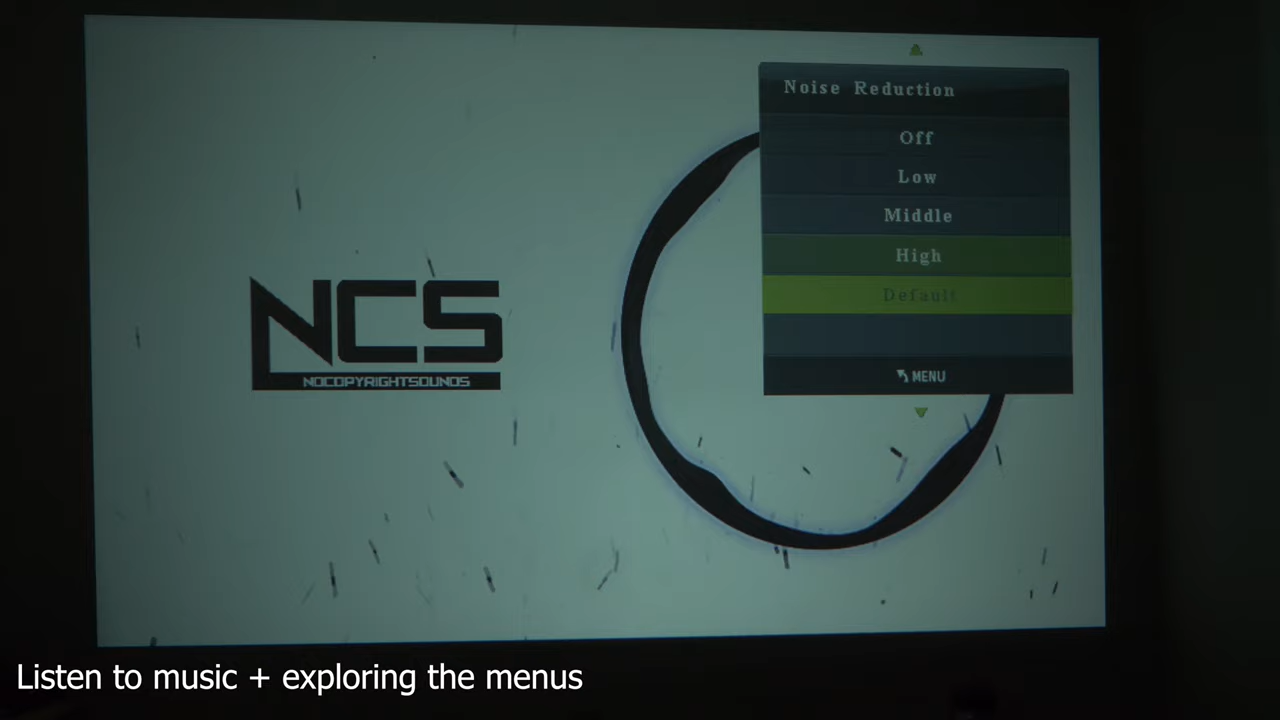 Noise Reduction
Off
Low
Middle
High
Default
MENU
NCS
NOCOPYRIGHTSOUNDS
Listen to music + exploring the menus